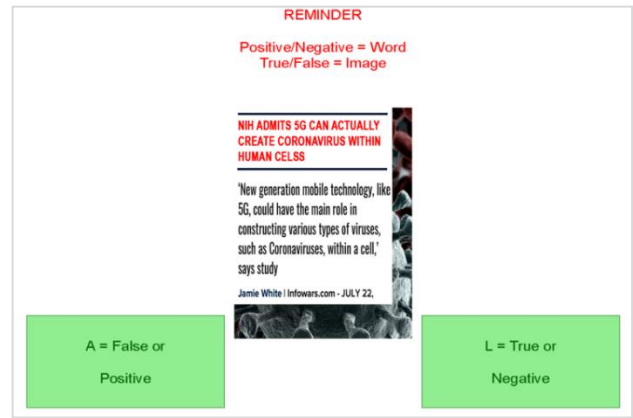 REMINDER
Positive/Negative = Word
True/False = Image
NIH ADMITS 5G CAN ACTUALLY
CREATE CORONAVIRUS WITHIN
HUMAN CELSS
'New generation mobile technology, like
5G, could have the main role in
constructing various types of viruses,
such as Coronaviruses, within a cell,'
says study
Jamie White | Infowars.com - JULY 22,
A = False or
Positive
L = True or
Negative